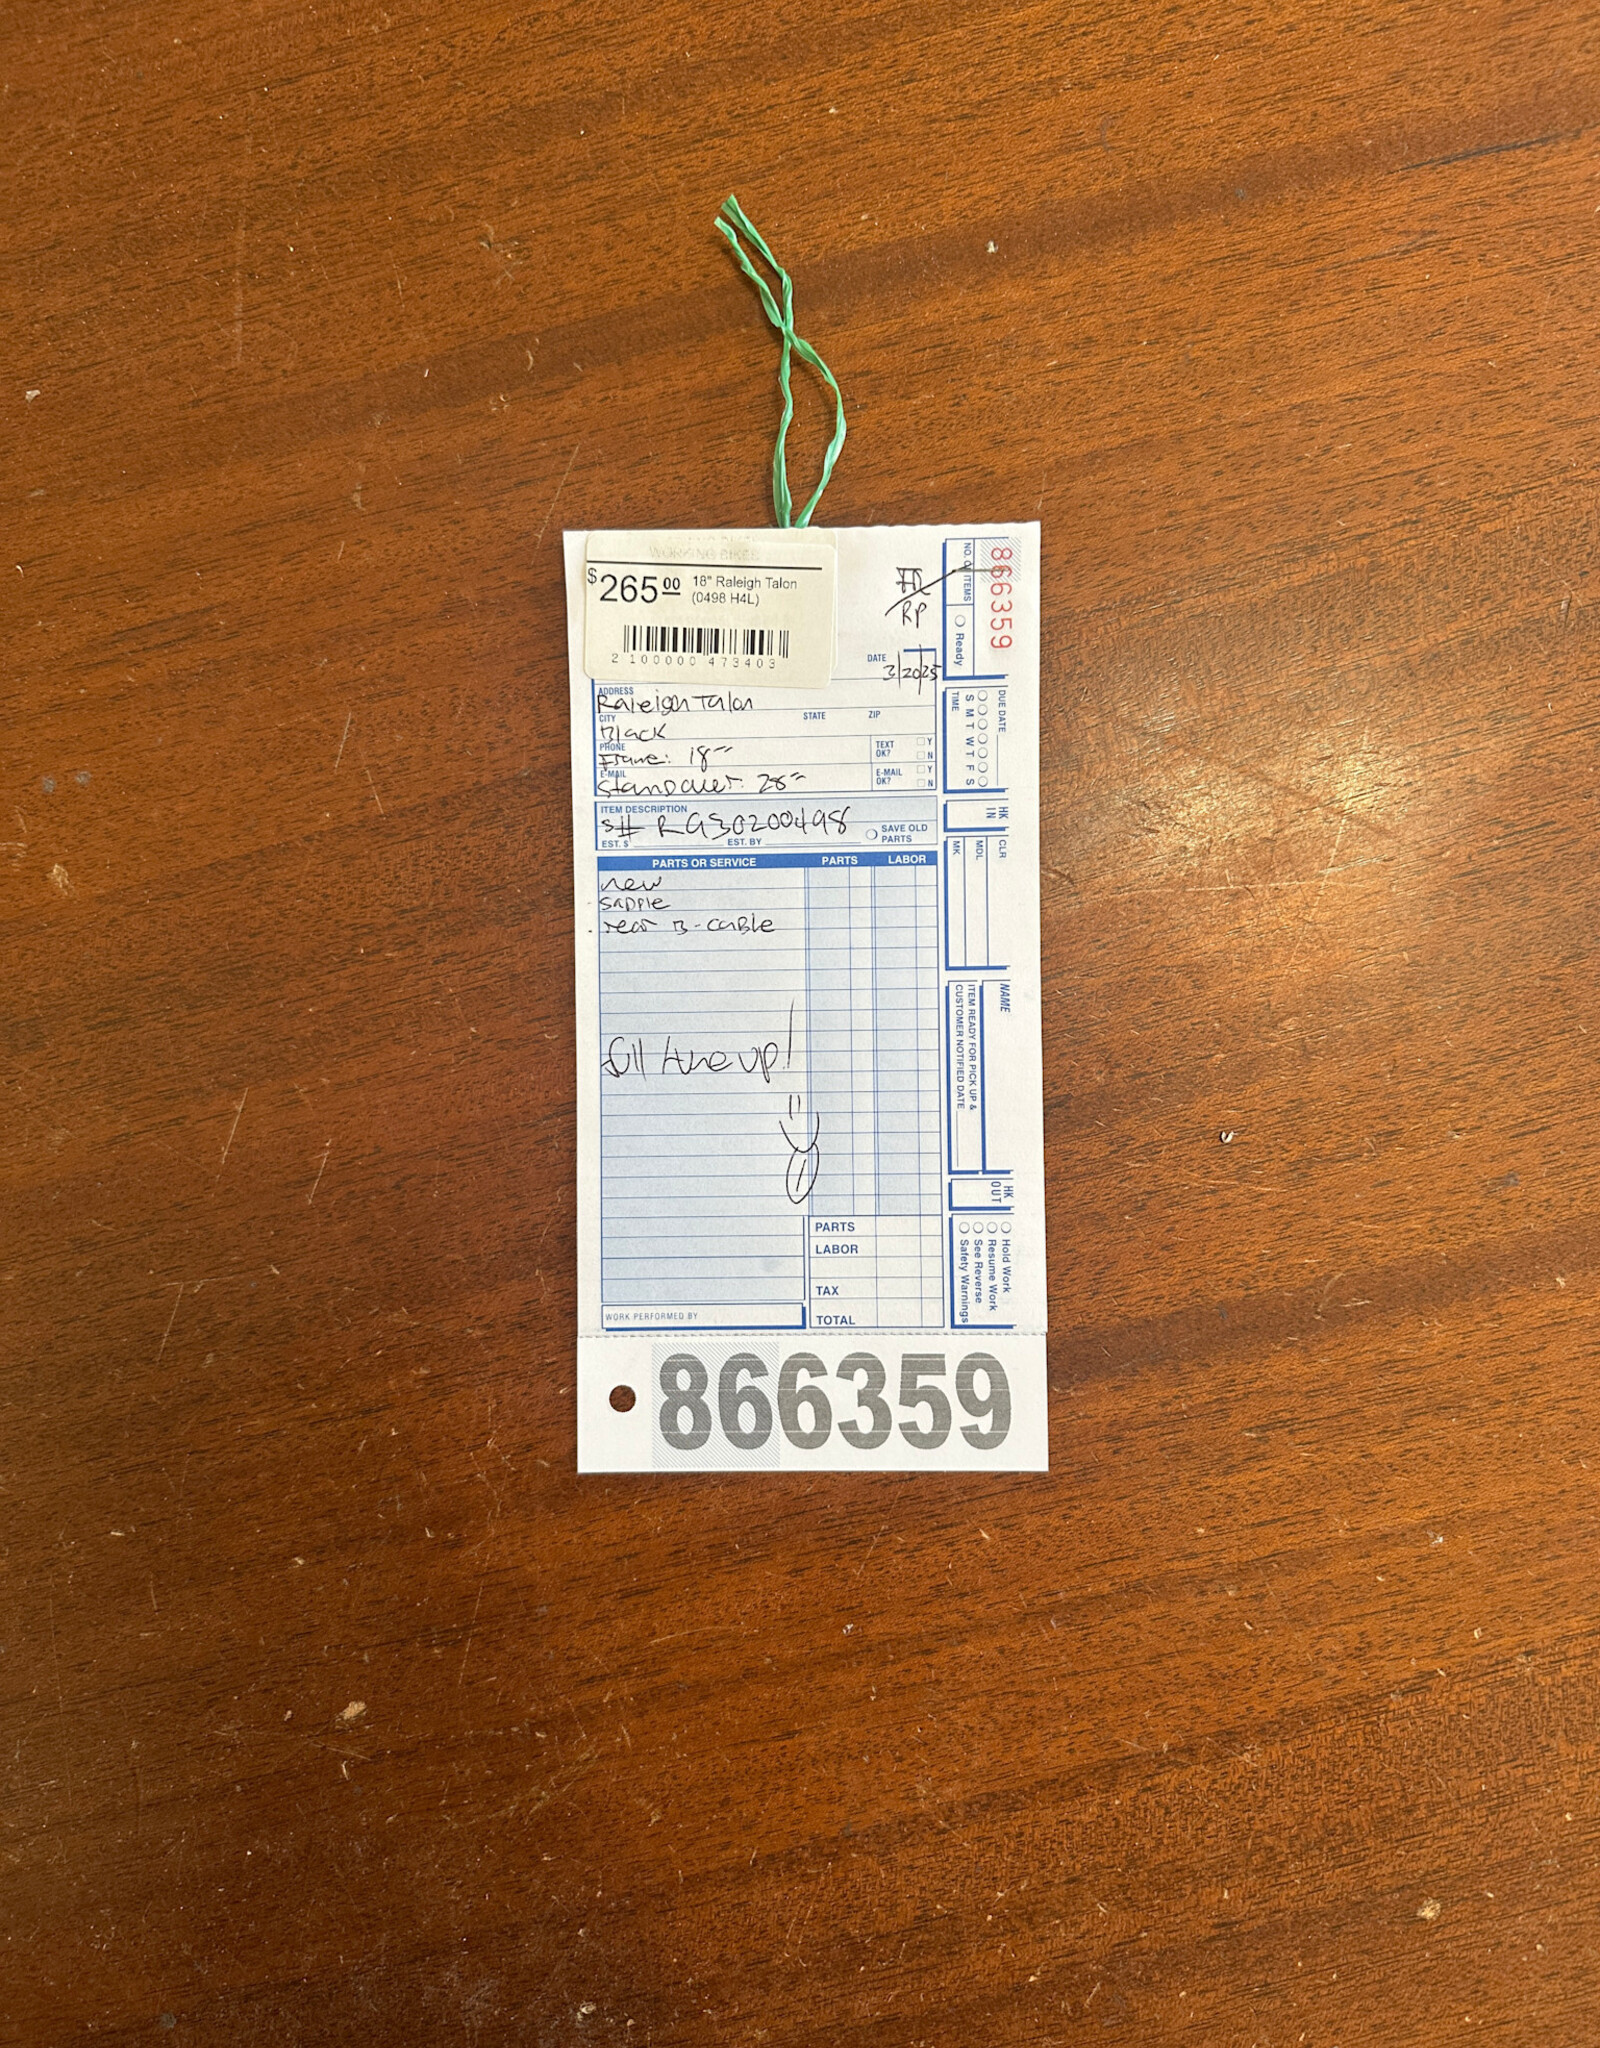 WORKING BIKES
$265.00
18" Raleigh Talon
(0498 H4L)
2 100000 473403
RP
DATE
3/20/25
ADDRESS
Raleigh Talon
CITY STATE ZIP
Black
PHONE
Frame: 18"
TEXT OK? Y N
E-MAIL
Standover: 28"
E-MAIL OK? Y N
ITEM DESCRIPTION
S# R930200498
SAVE OLD PARTS
EST. $ EST. BY
PARTS OR SERVICE PARTS LABOR
new
saddle
rear B-cable
full tune up!
PARTS
LABOR
TAX
TOTAL
WORK PERFORMED BY
866359
866359
NO. OF ITEMS
Ready
DUE DATE
S M T W T F S
TIME
HK IN
CLR
MDL
MK
NAME
ITEM READY FOR PICK UP &
CUSTOMER NOTIFIED DATE
HK OUT
Hold Work
Resume Work
See Reverse
Safety Warnings